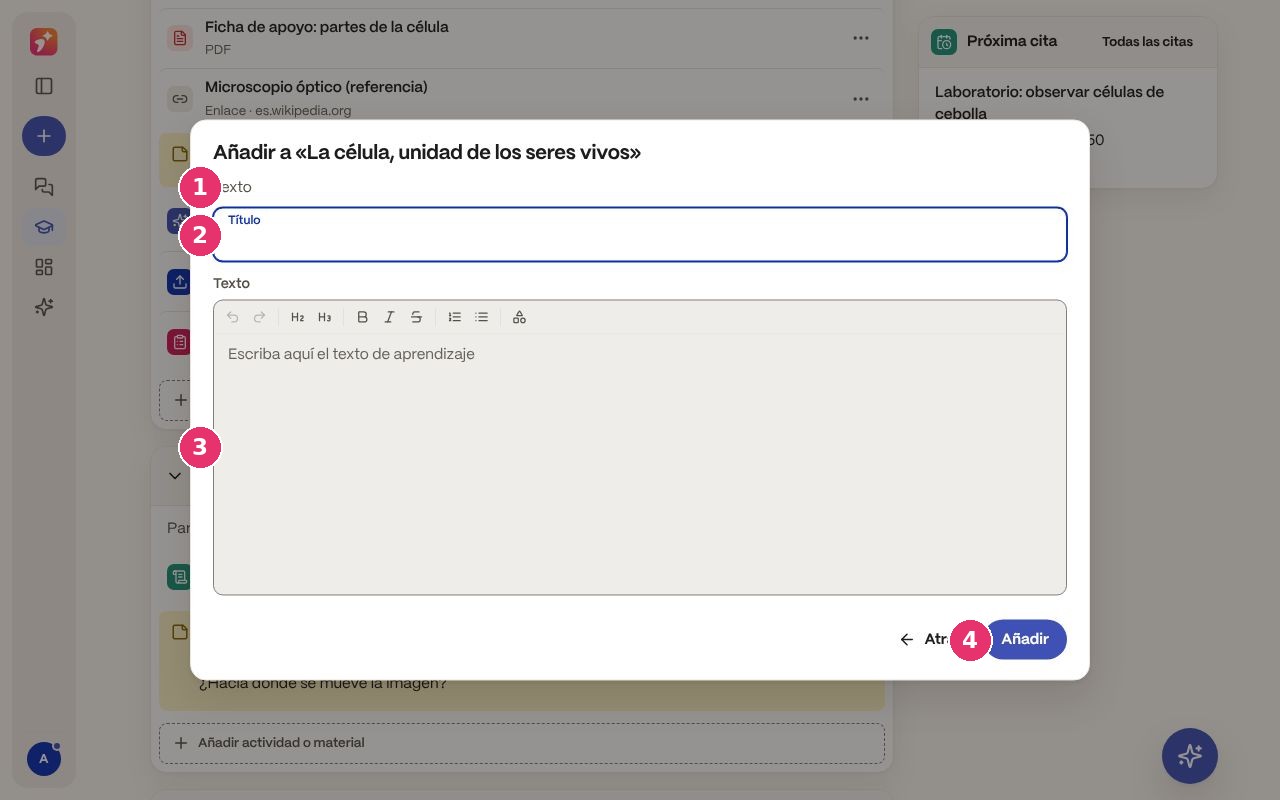 Ficha de apoyo: partes de la célula
PDF
Microscopio óptico (referencia)
Enlace · es.wikipedia.org
Próxima cita
Todas las citas
Laboratorio: observar células de
cebolla
Añadir a «La célula, unidad de los seres vivos»
1
2
Título
Texto
H2
H3
B
I
S
Escriba aquí el texto de aprendizaje
3
4
Añadir
¿Hacia dónde se mueve la imagen?
Añadir actividad o material
A